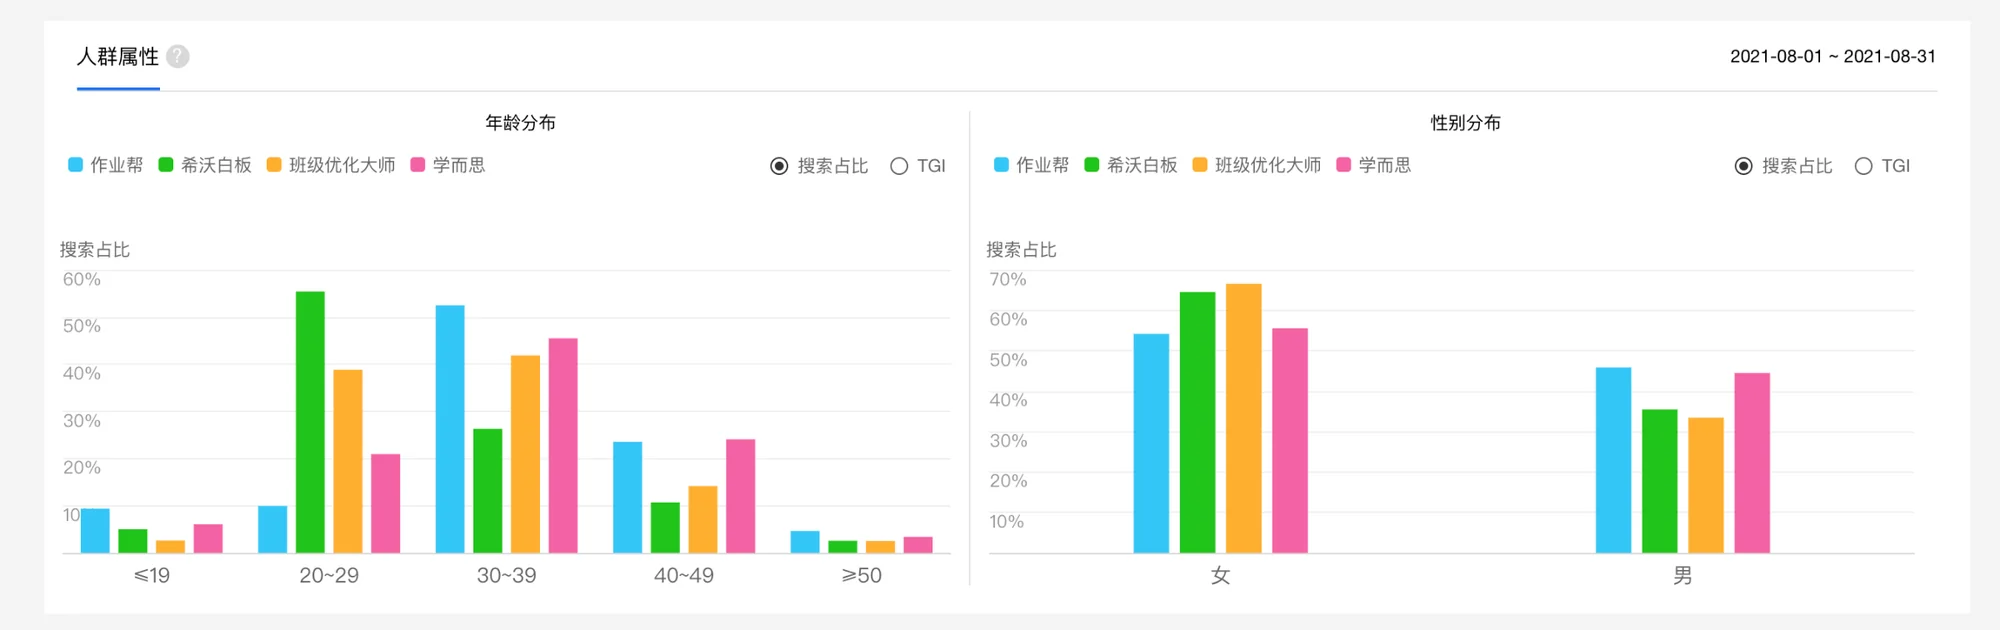 人群属性 ?
2021-08-01 ~ 2021-08-31
年龄分布
作业帮 希沃白板 班级优化大师 学而思
搜索占比 TGI
搜索占比
60%
50%
40%
30%
20%
10
≤19 20~29 30~39 40~49 ≥50
性别分布
作业帮 希沃白板 班级优化大师 学而思
搜索占比 TGI
搜索占比
70%
60%
50%
40%
30%
20%
10%
女 男